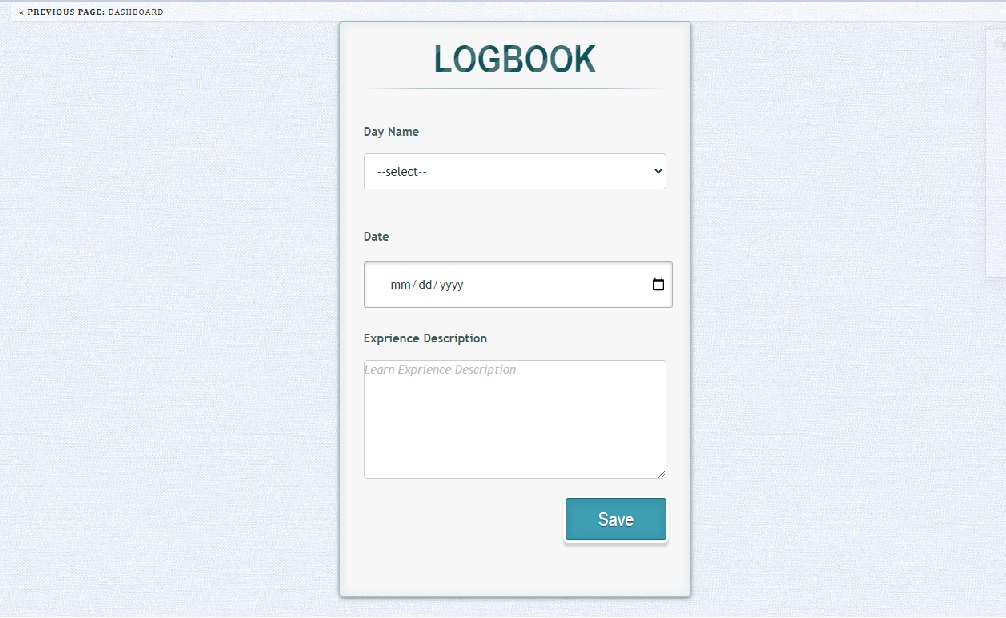 « PREVIOUS PAGE: DASHBOARD
LOGBOOK
Day Name
--select--
Date
mm/dd/yyyy
Exprience Description
Learn Exprience Description
Save